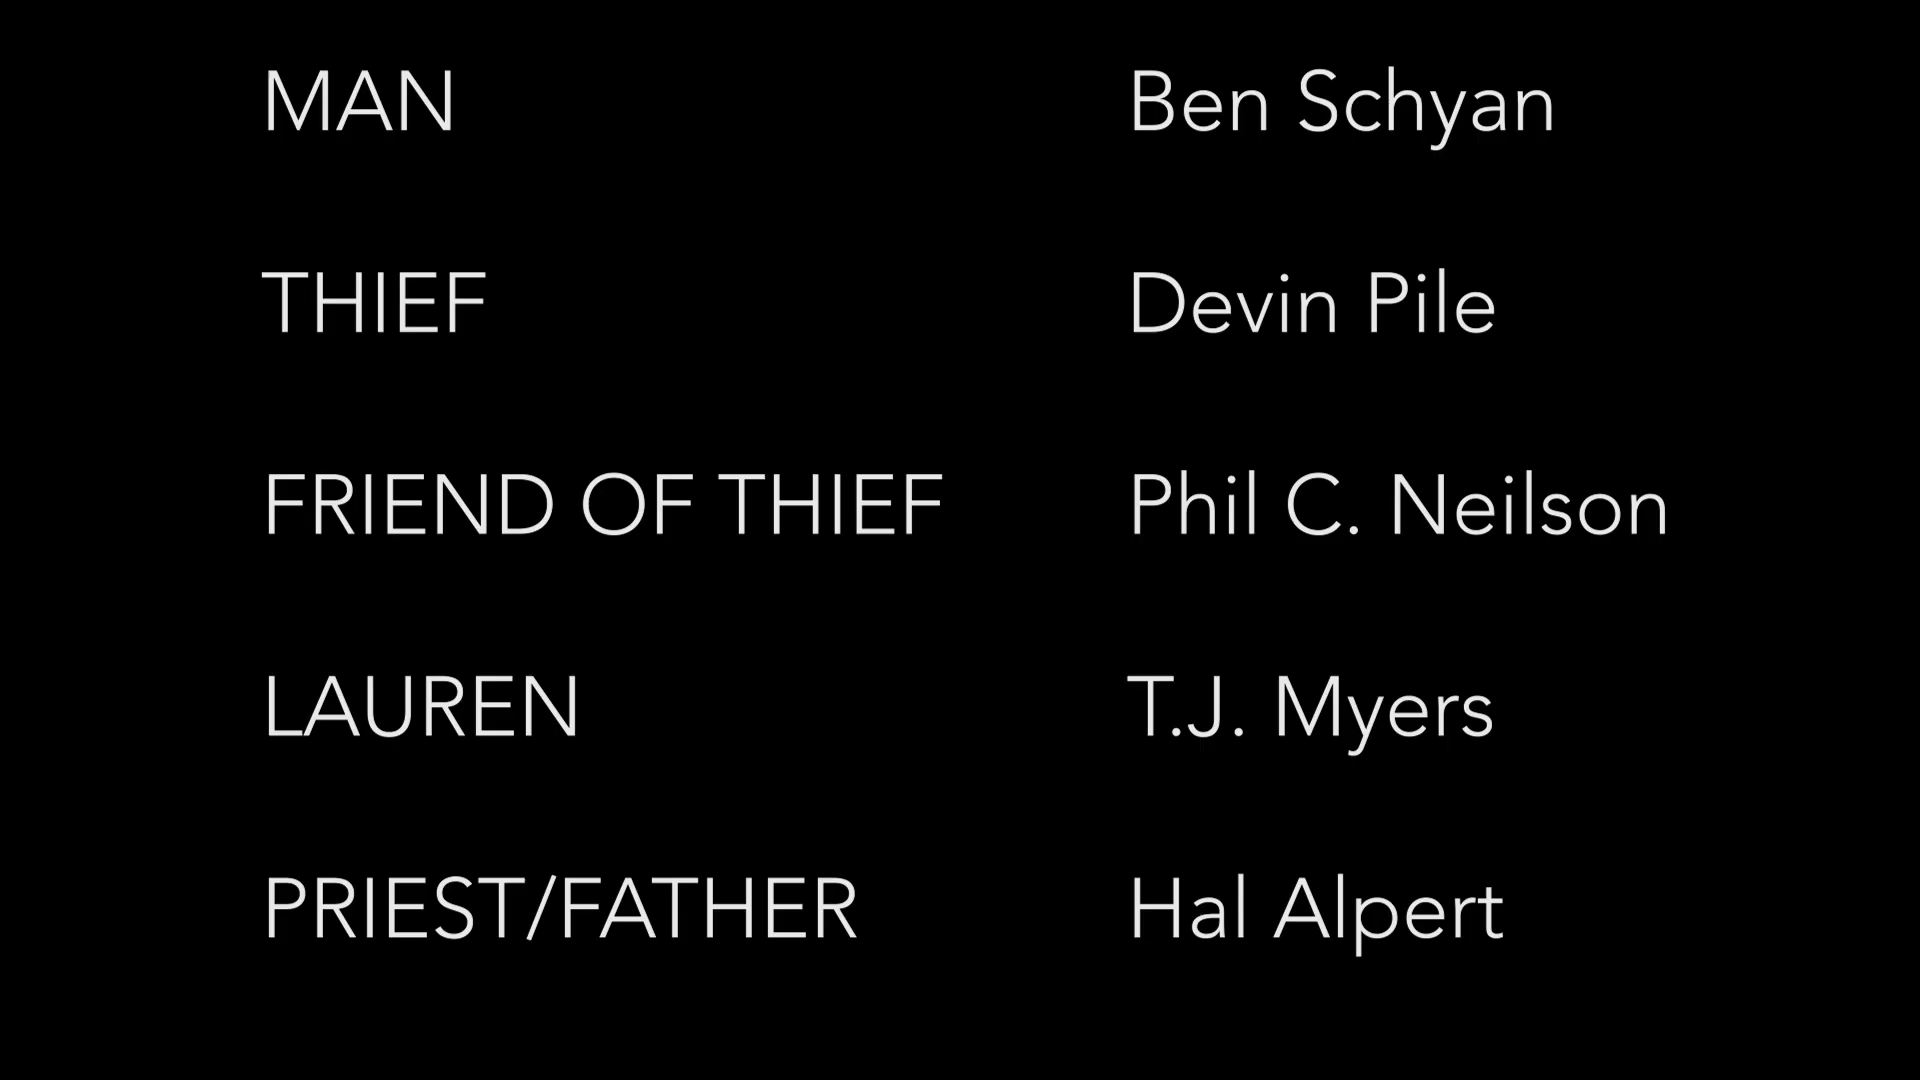 MAN Ben Schyan
THIEF Devin Pile
FRIEND OF THIEF Phil C. Neilson
LAUREN T.J. Myers
PRIEST/FATHER Hal Alpert